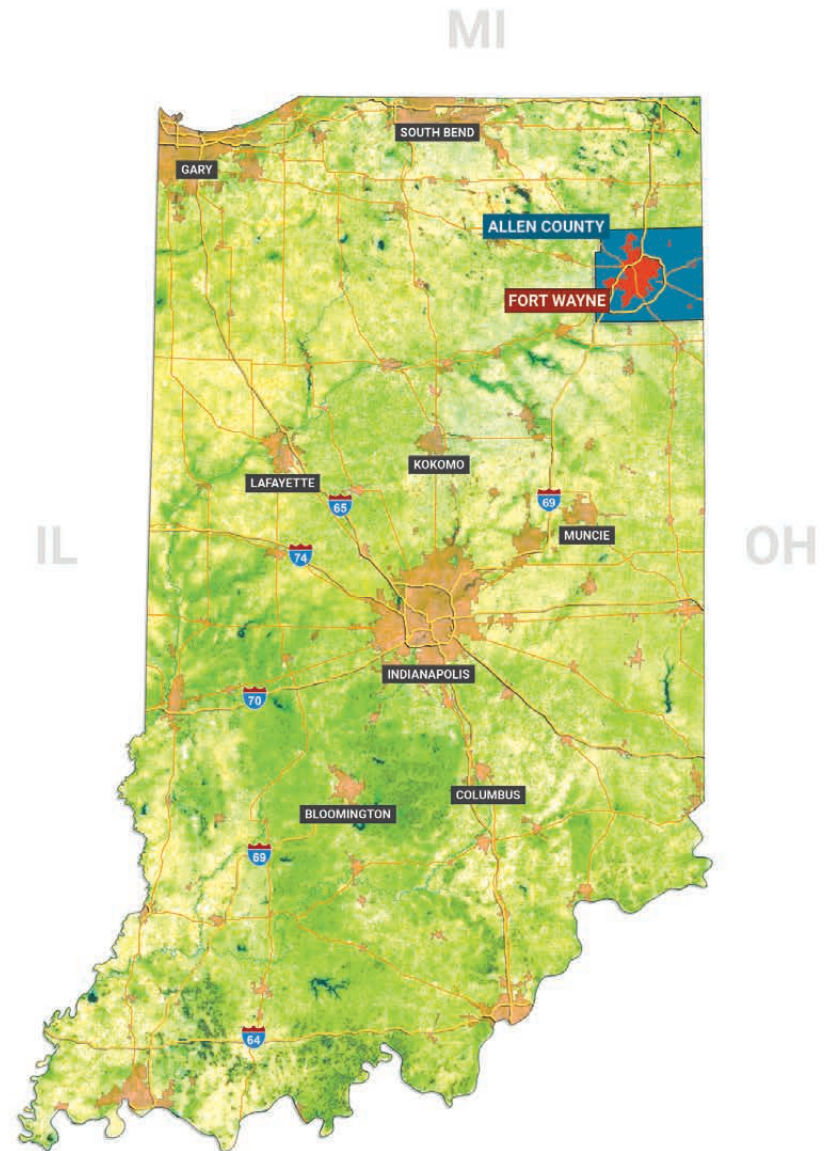 MI
SOUTH BEND
GARY
ALLEN COUNTY
FORT WAYNE
KOKOMO
LAFAYETTE
65
69
MUNCIE
IL
74
OH
INDIANAPOLIS
70
COLUMBUS
BLOOMINGTON
69
64